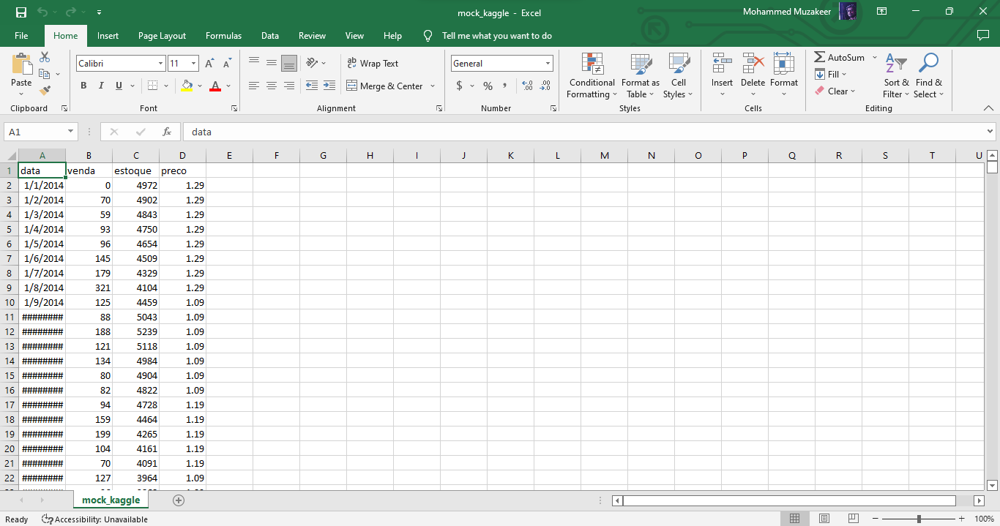 mock_kaggle - Excel
Mohammed Muzakeer
File Home Insert Page Layout Formulas Data Review View Help Tell me what you want to do
Calibri 11
Wrap Text
General
AutoSum
Paste
B I U
Merge & Center
$ % ,
Conditional Formatting
Format as Table
Cell Styles
Insert
Delete
Format
Fill
Clear
Sort & Filter
Find & Select
Clipboard Font Alignment Number Styles Cells Editing
A1 fx data
A B C D E F G H I J K L M N O P Q R S T U
1 data venda estoque preco
2 1/1/2014 0 4972 1.29
3 1/2/2014 70 4902 1.29
4 1/3/2014 59 4843 1.29
5 1/4/2014 93 4750 1.29
6 1/5/2014 96 4654 1.29
7 1/6/2014 145 4509 1.29
8 1/7/2014 179 4329 1.29
9 1/8/2014 321 4104 1.29
10 1/9/2014 125 4459 1.09
11 ######## 88 5043 1.09
12 ######## 188 5239 1.09
13 ######## 121 5118 1.09
14 ######## 134 4984 1.09
15 ######## 80 4904 1.09
16 ######## 82 4822 1.09
17 ######## 94 4728 1.19
18 ######## 159 4464 1.19
19 ######## 199 4265 1.19
20 ######## 104 4161 1.19
21 ######## 70 4091 1.19
22 ######## 127 3964 1.09
mock_kaggle
Ready Accessibility: Unavailable 100%